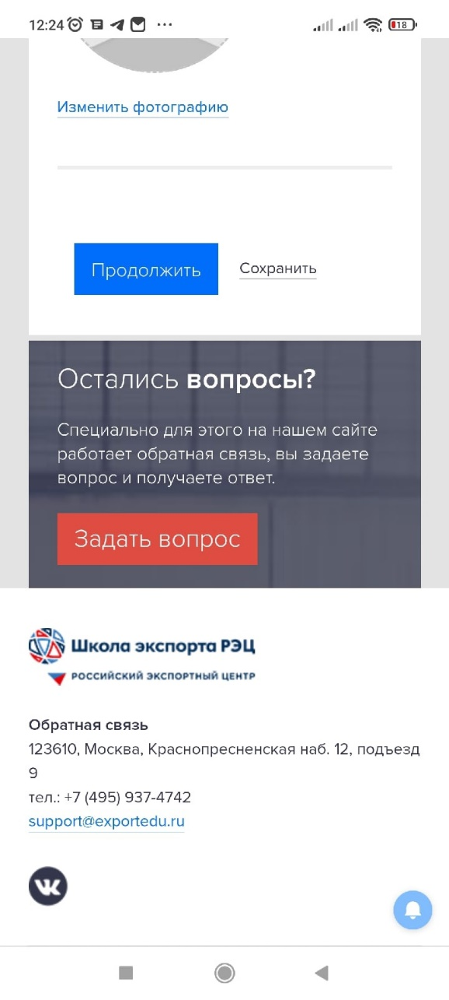 12:24
18
Изменить фотографию
Продолжить
Сохранить
Остались вопросы?
Специально для этого на нашем сайте
работает обратная связь, вы задаете
вопрос и получаете ответ.
Задать вопрос
Школа экспорта РЭЦ
РОССИЙСКИЙ ЭКСПОРТНЫЙ ЦЕНТР
Обратная связь
123610, Москва, Краснопресненская наб. 12, подъезд
9
тел.: +7 (495) 937-4742
support@exportedu.ru